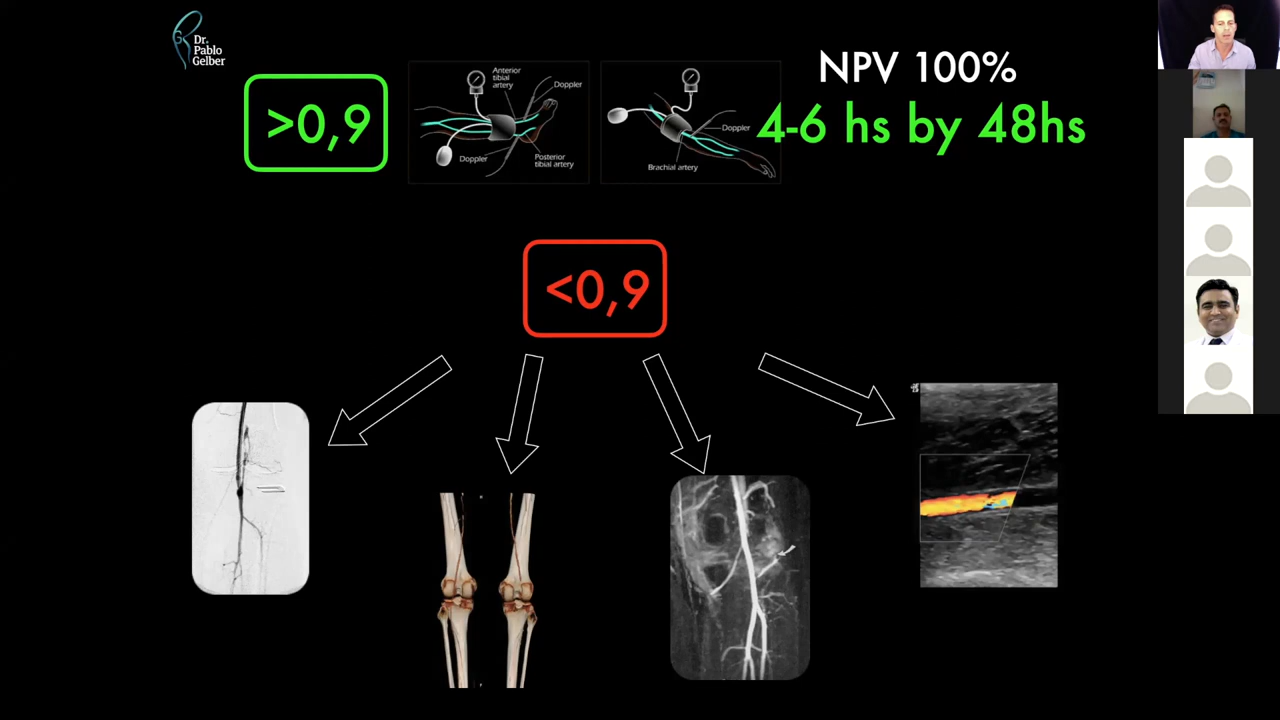 Dr.
Pablo
Gelber
>0,9
Anterior
tibial
artery
Doppler
Doppler
Posterior
tibial artery
Doppler
Brachial artery
NPV 100%
4-6 hs by 48hs
<0,9